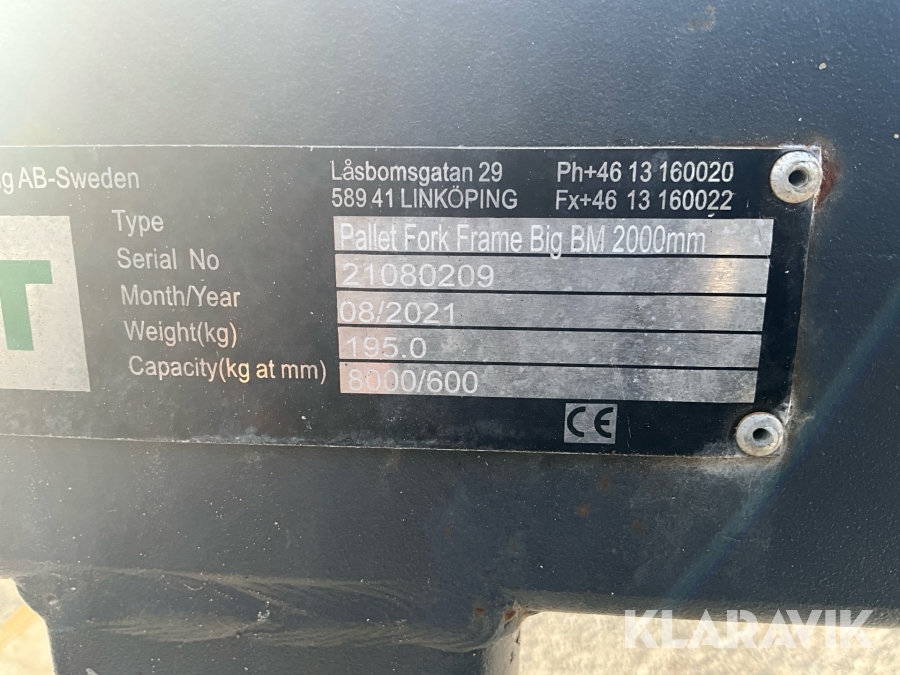 AB-Sweden
Låsbomsgatan 29 Ph+46 13 160020
589 41 LINKÖPING Fx+46 13 160022
Type Pallet Fork Frame Big BM 2000mm
Serial No 21080209
Month/Year 08/2021
Weight(kg) 195.0
Capacity(kg at mm) 8000/600
T
CE
KLARAVIK